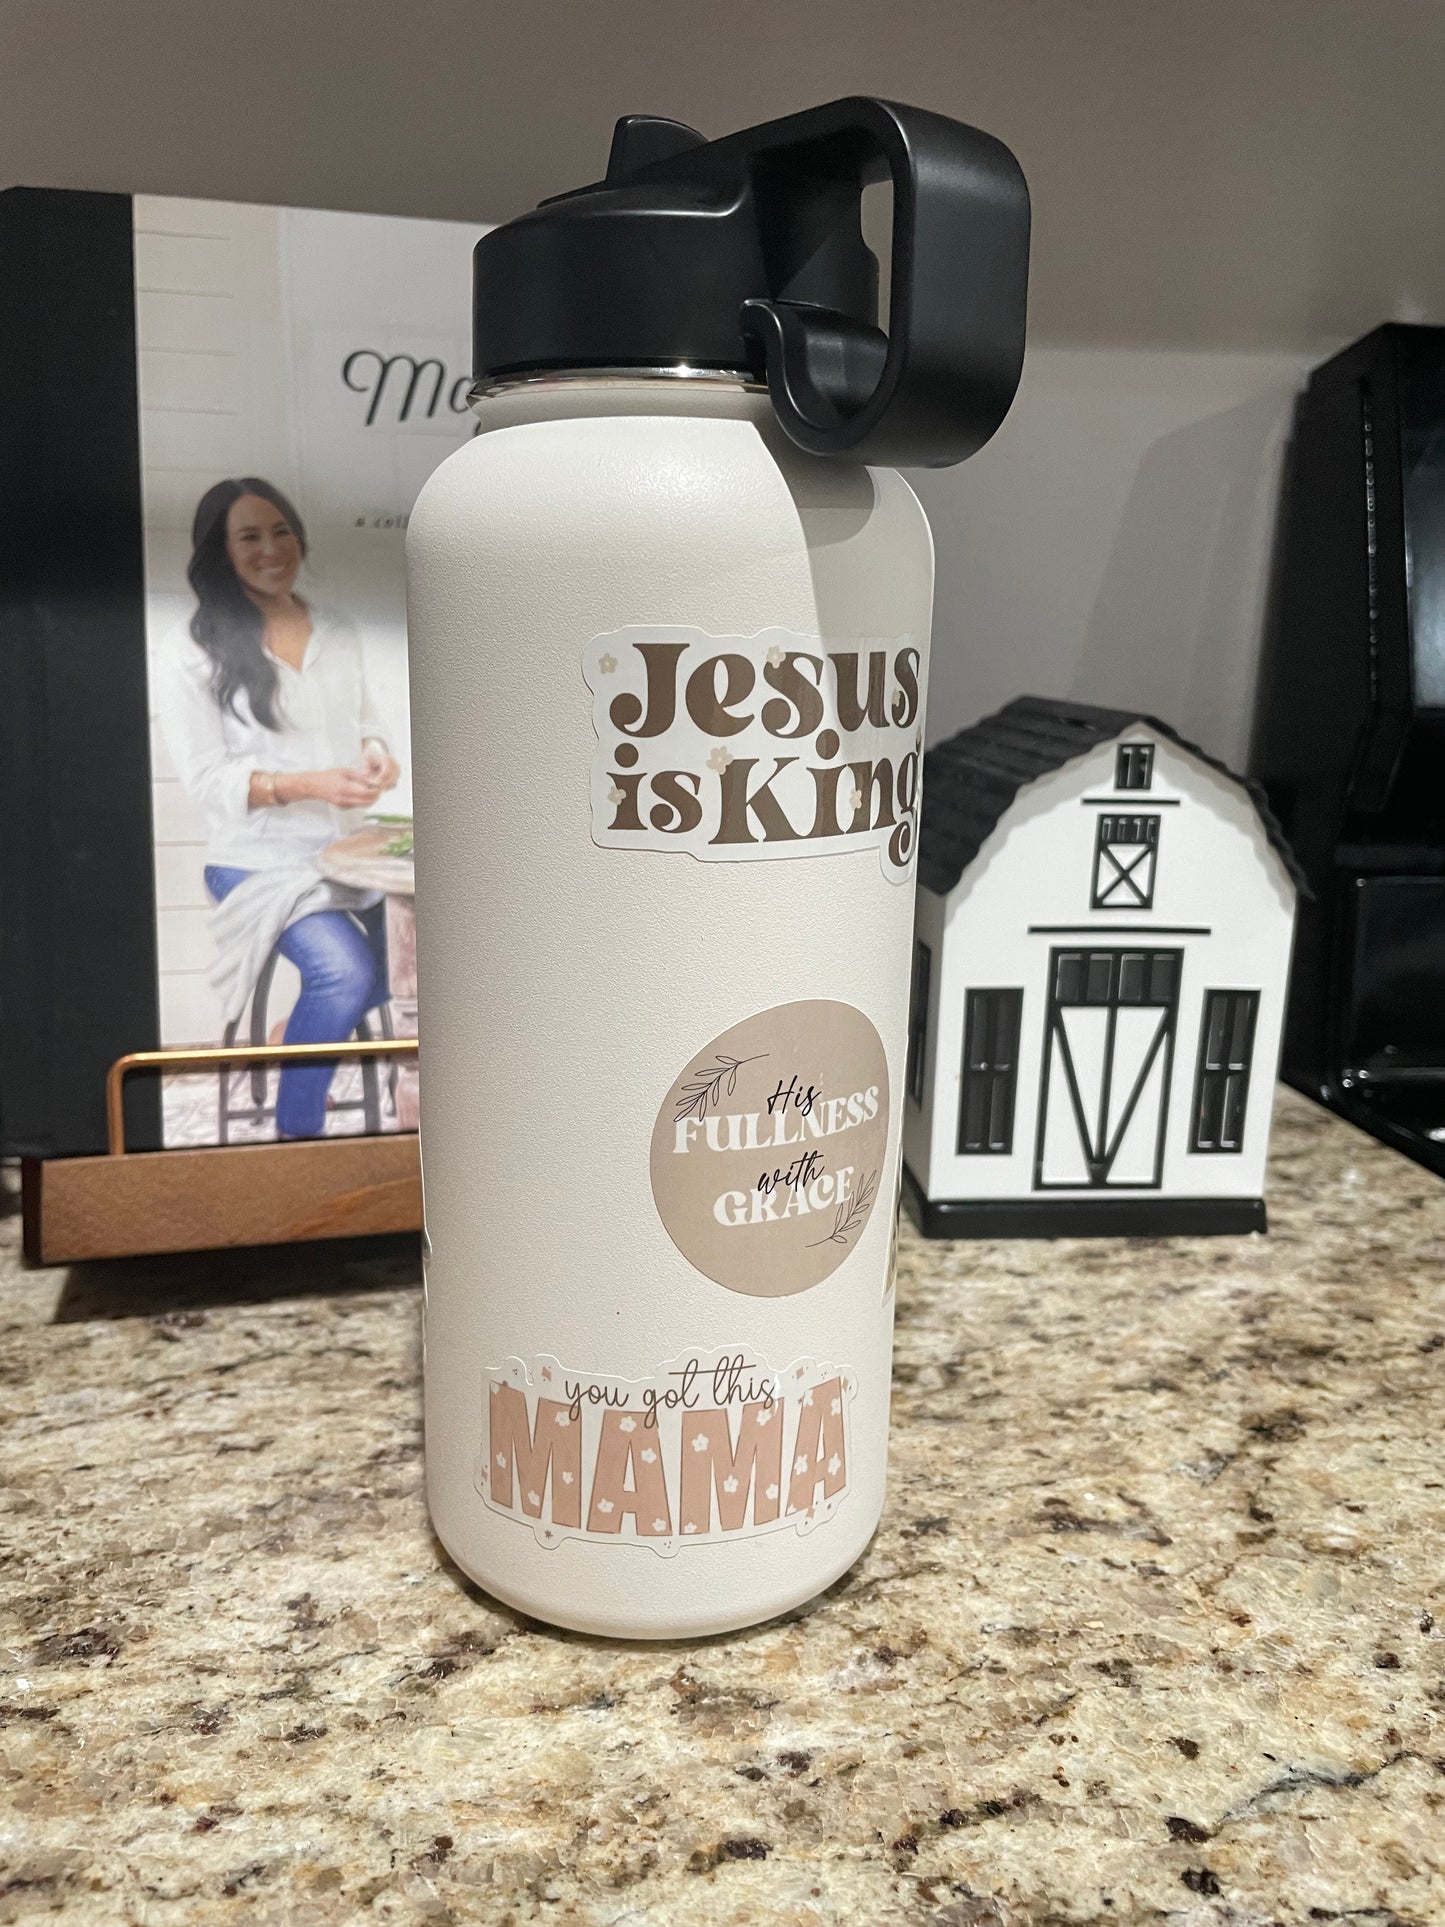 Jesus
is King
His
FULLNESS
with
GRACE
you got this
MAMA